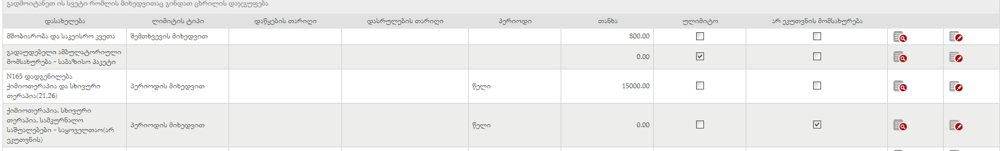 გადმოიტანეთ ის სვეტი რომლის მიხედვითაც გინდათ ცხრილის დაჯგუფება
დასახელება ლიმიტის ტიპი დაწყების თარიღი დასრულების თარიღი პერიოდი თანხა ულიმიტო არ ეკუთვნის მომსახურება
მშობიარობა და საკეისრო კვეთა შემთხვევის მიხედვით 800.00
გადაუდებელი ამბულატორიული
მომსახურება - საბაზისო პაკეტი 0.00
N165 დადგენილება
ქიმიოთერაპია და სხივური პერიოდის მიხედვით წელი 15000.00
თერაპია(21,26)
ქიმიოთერაპია, სხივური
თერაპია, სამკურნალო პერიოდის მიხედვით წელი 0.00
საშუალებები - საყოველთაო(არ
ეკუთვნის)